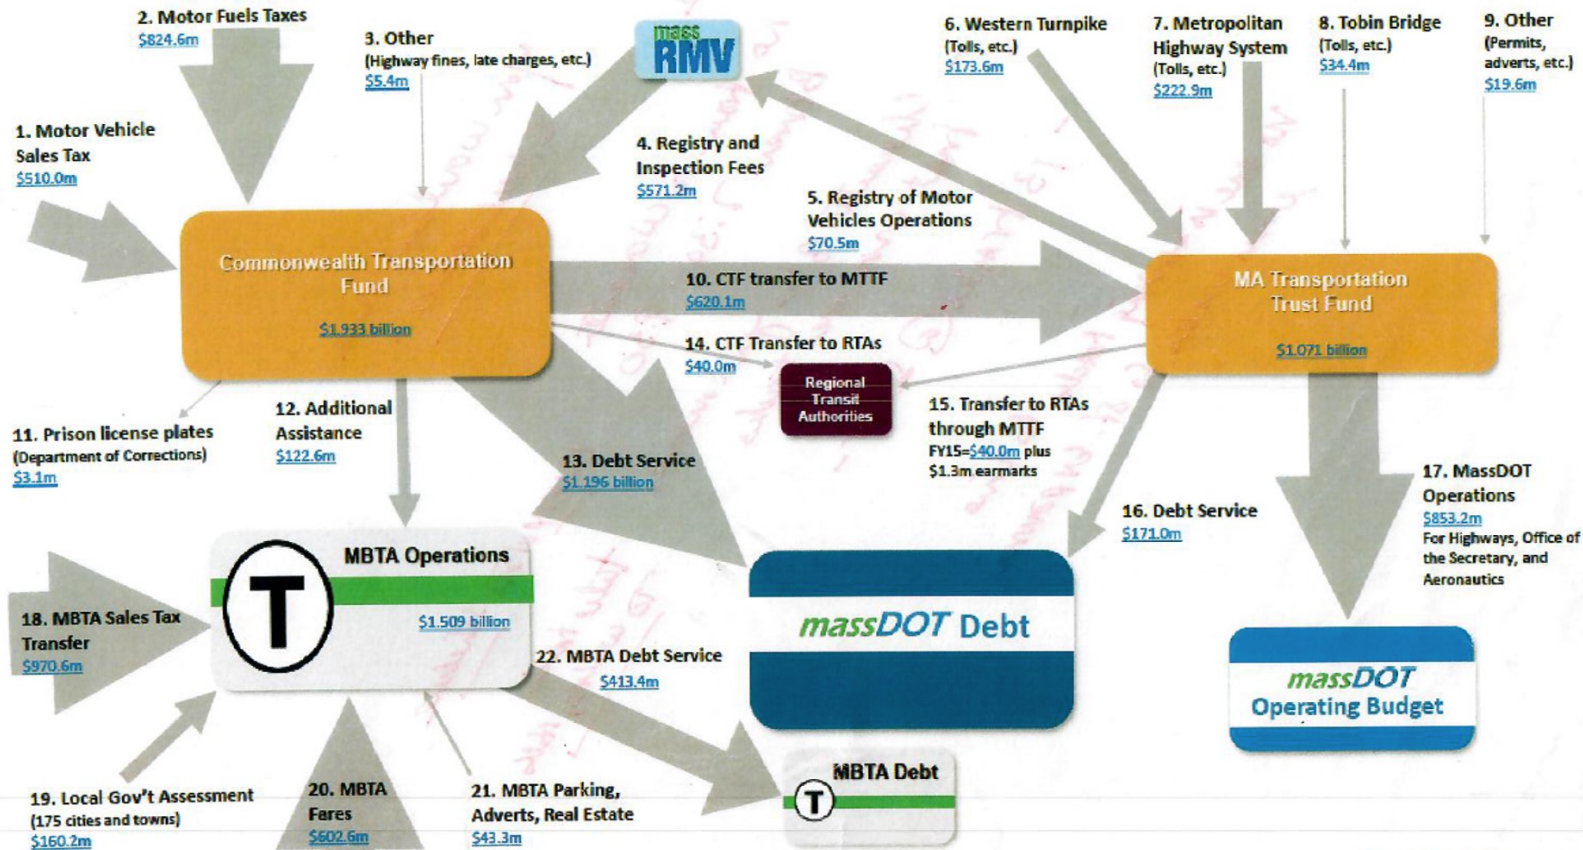 2. Motor Fuels Taxes
$824.6m
3. Other
(Highway fines, late charges, etc.)
$5.4m
mass
RMV
6. Western Turnpike
(Tolls, etc.)
$173.6m
7. Metropolitan
Highway System
(Tolls, etc.)
$222.9m
8. Tobin Bridge
(Tolls, etc.)
$34.4m
9. Other
(Permits,
adverts, etc.)
$19.6m
1. Motor Vehicle
Sales Tax
$510.0m
4. Registry and
Inspection Fees
$571.2m
5. Registry of Motor
Vehicles Operations
$70.5m
Commonwealth Transportation
Fund
$1.933 billion
10. CTF transfer to MTTF
$620.1m
MA Transportation
Trust Fund
$1.071 billion
14. CTF Transfer to RTAs
$40.0m
Regional
Transit
Authorities
11. Prison license plates
(Department of Corrections)
$3.1m
12. Additional
Assistance
$122.6m
13. Debt Service
$1.196 billion
15. Transfer to RTAs
through MTTF
FY15=$40.0m plus
$1.3m earmarks
16. Debt Service
$171.0m
17. MassDOT
Operations
$853.2m
For Highways, Office of
the Secretary, and
Aeronautics
18. MBTA Sales Tax
Transfer
$970.6m
T
MBTA Operations
$1.509 billion
massDOT Debt
massDOT
Operating Budget
22. MBTA Debt Service
$413.4m
19. Local Gov't Assessment
(175 cities and towns)
$160.2m
20. MBTA
Fares
$602.6m
21. MBTA Parking,
Adverts, Real Estate
$43.3m
T
MBTA Debt